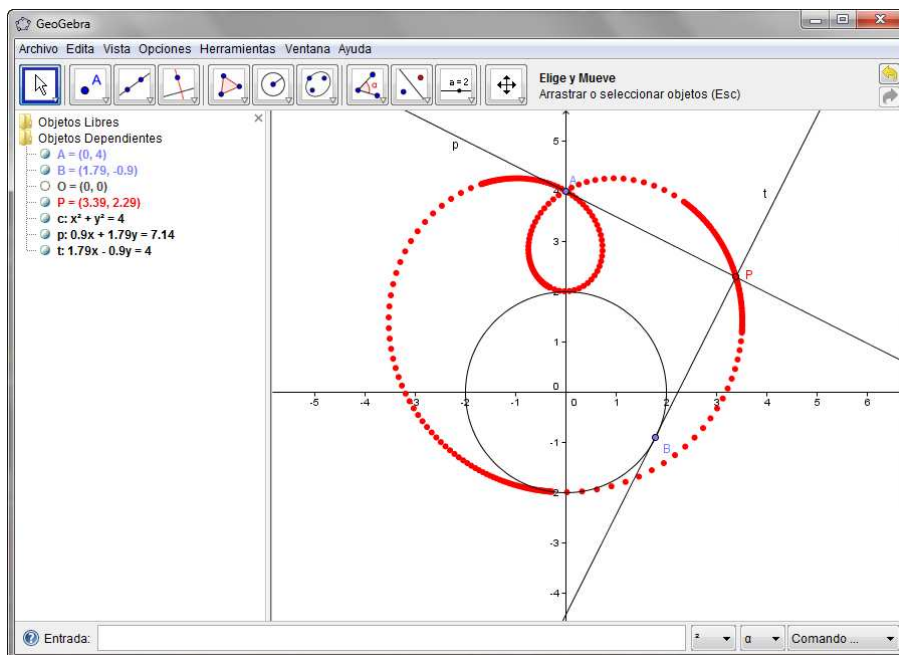 GeoGebra
Archivo Edita Vista Opciones Herramientas Ventana Ayuda
A
α
a = 2
Elige y Mueve
Arrastrar o seleccionar objetos (Esc)
Objetos Libres
Objetos Dependientes
A = (0, 4)
B = (1.79, -0.9)
O = (0, 0)
P = (3.39, 2.29)
c: x² + y² = 4
p: 0.9x + 1.79y = 7.14
t: 1.79x - 0.9y = 4
p
t
A
P
B
5
4
3
2
1
0
-5 -4 -3 -2 -1 0 1 2 3 4 5 6
-1
-2
-3
-4
Entrada:
² α Comando ...